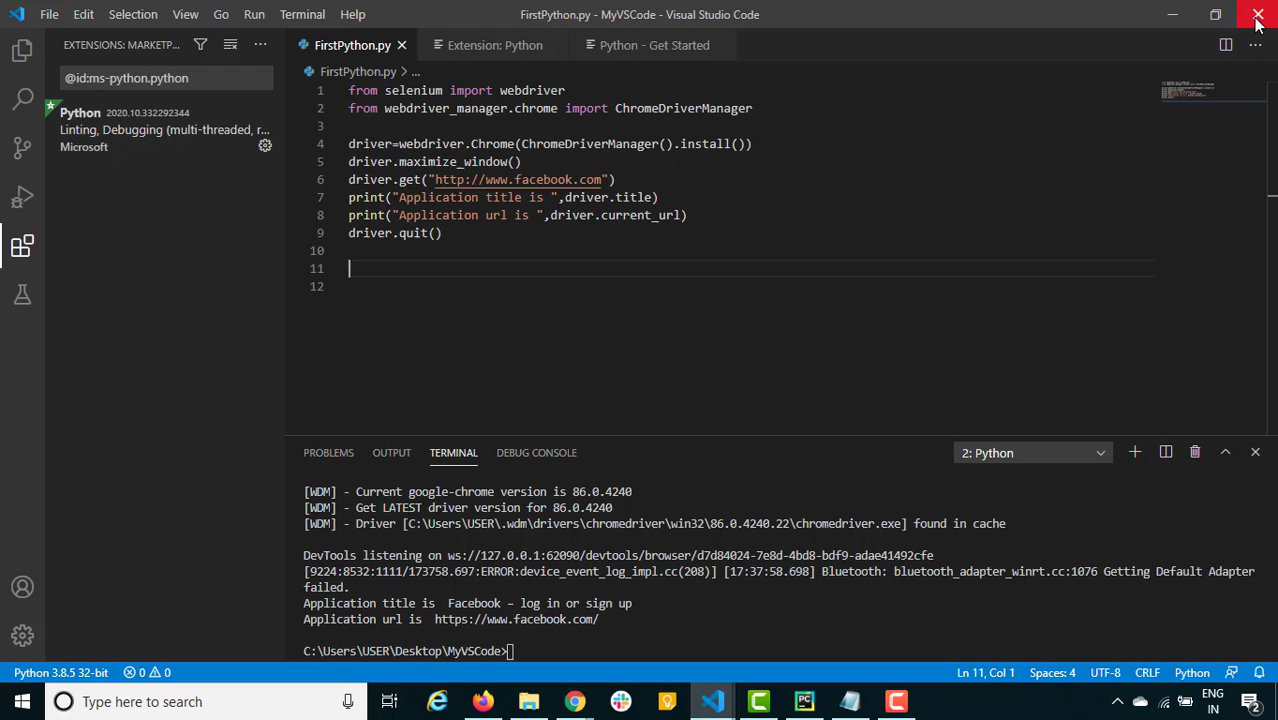 File Edit Selection View Go Run Terminal Help
FirstPython.py - MyVSCode - Visual Studio Code
EXTENSIONS: MARKETP...
FirstPython.py
Extension: Python
Python - Get Started
@id:ms-python.python
FirstPython.py > ...
Python 2020.10.332292344
Linting, Debugging (multi-threaded, r...
Microsoft
1 from selenium import webdriver
2 from webdriver_manager.chrome import ChromeDriverManager
3
4 driver=webdriver.Chrome(ChromeDriverManager().install())
5 driver.maximize_window()
6 driver.get("http://www.facebook.com")
7 print("Application title is ",driver.title)
8 print("Application url is ",driver.current_url)
9 driver.quit()
10
11
12
PROBLEMS OUTPUT TERMINAL DEBUG CONSOLE
2: Python
[WDM] - Current google-chrome version is 86.0.4240
[WDM] - Get LATEST driver version for 86.0.4240
[WDM] - Driver [C:\Users\USER\.wdm\drivers\chromedriver\win32\86.0.4240.22\chromedriver.exe] found in cache
DevTools listening on ws://127.0.0.1:62090/devtools/browser/d7d84024-7e8d-4bd8-bdf9-adae41492cfe
[9224:8532:1111/173758.697:ERROR:device_event_log_impl.cc(208)] [17:37:58.698] Bluetooth: bluetooth_adapter_winrt.cc:1076 Getting Default Adapter
failed.
Application title is  Facebook – log in or sign up
Application url is  https://www.facebook.com/
C:\Users\USER\Desktop\MyVSCode>
Python 3.8.5 32-bit
0
0
Ln 11, Col 1
Spaces: 4
UTF-8
CRLF
Python
Type here to search
ENG
IN
2